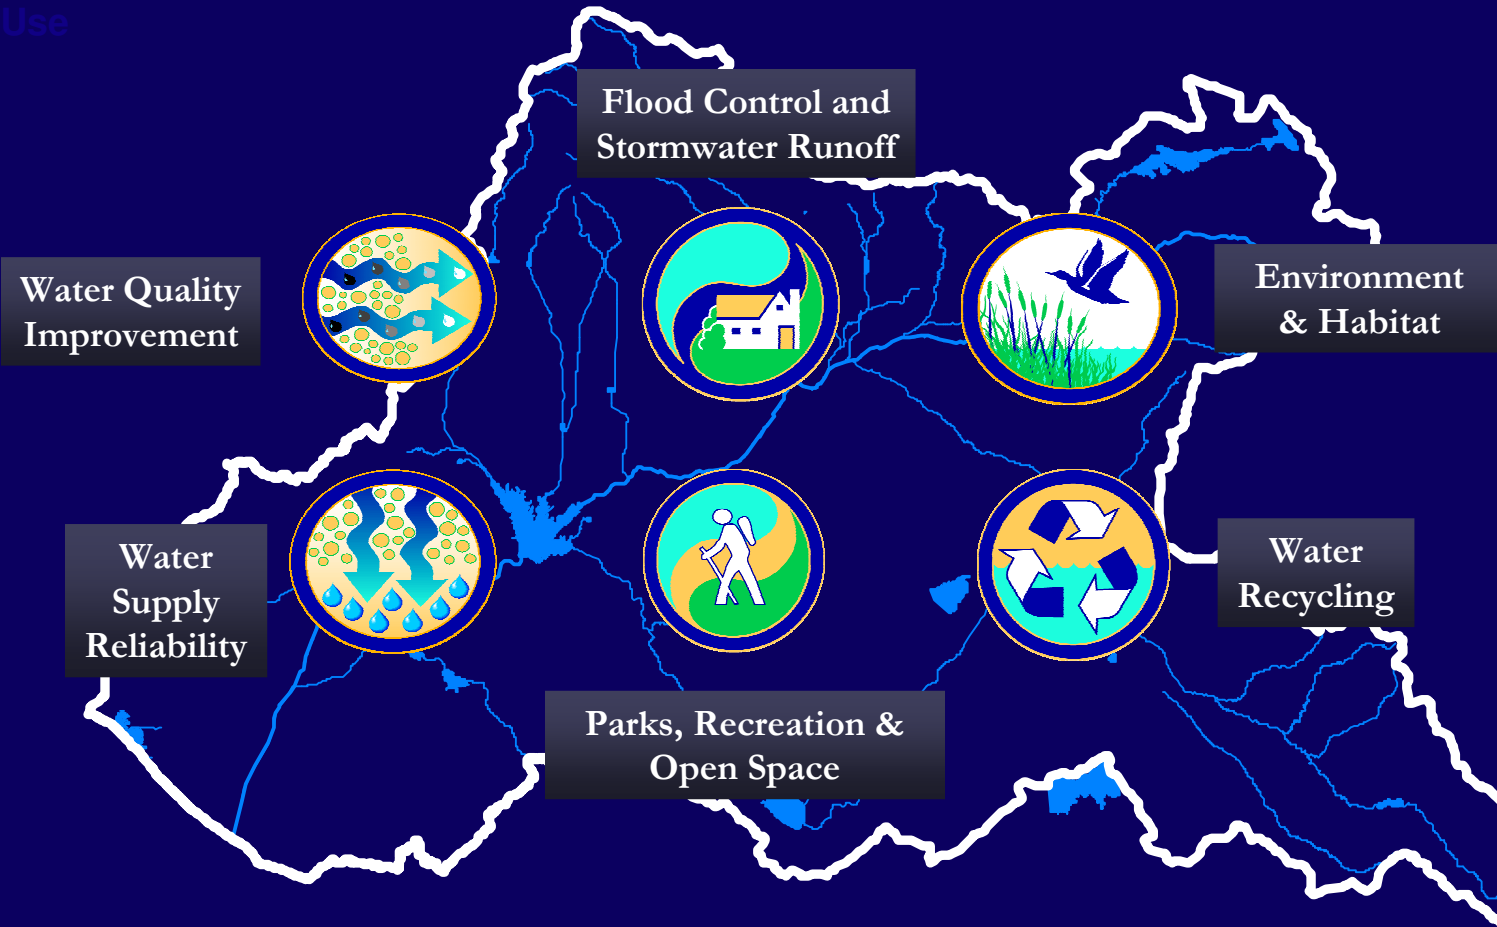 Use
Flood Control and
Stormwater Runoff
Water Quality
Improvement
Environment
& Habitat
Water
Supply
Reliability
Water
Recycling
Parks, Recreation &
Open Space